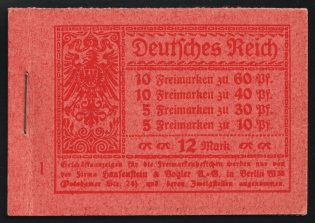 Deutsches Reich
10 Freimarken zu 60 Pf.
10 Freimarken zu 40 Pf.
5 Freimarken zu 30 Pf.
5 Freimarken zu 10 Pf.
12 Mark
1
Geschäftsanzeigen für die Freimarkenheftchen werden nur von
der Firma Haasenstein & Vogler A.-G. in Berlin W35
(Potsdamer Str. 24) und deren Zweigstellen angenommen.